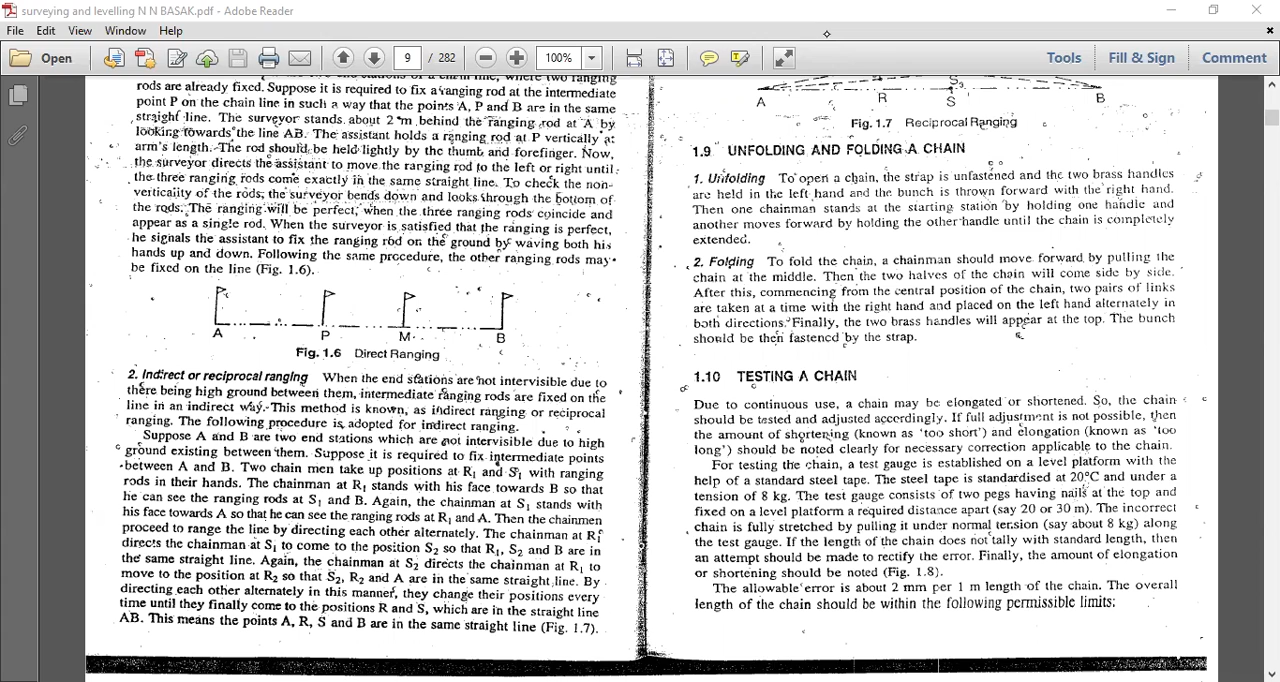 surveying and levelling N N BASAK.pdf - Adobe Reader
File Edit View Window Help
Open 9 / 282 100% Tools Fill & Sign Comment
rods are already fixed. Suppose it is required to fix a ranging rod at the intermediate
point P on the chain line in such a way that the points A, P and B are in the same
straight line. The surveyor stands about 2 m behind the ranging rod at A by
looking towards the line AB. The assistant holds a ranging rod at P vertically at
arm's length. The rod should be held lightly by the thumb and forefinger. Now,
the surveyor directs the assistant to move the ranging rod to the left or right until
the three ranging rods come exactly in the same straight line. To check the non-
verticality of the rods, the surveyor bends down and looks through the bottom of
the rods. The ranging will be perfect, when the three ranging rods coincide and
appear as a single rod. When the surveyor is satisfied that the ranging is perfect,
he signals the assistant to fix the ranging rod on the ground by waving both his
hands up and down. Following the same procedure, the other ranging rods may
be fixed on the line (Fig. 1.6).
A P M B
Fig. 1.6 Direct Ranging
2. Indirect or reciprocal ranging When the end stations are not intervisible due to
there being high ground between them, intermediate ranging rods are fixed on the
line in an indirect way. This method is known, as indirect ranging or reciprocal
ranging. The following procedure is adopted for indirect ranging.
Suppose A and B are two end stations which are not intervisible due to high
ground existing between them. Suppose it is required to fix intermediate points
between A and B. Two chain men take up positions at R1 and S1 with ranging
rods in their hands. The chainman at R1 stands with his face towards B so that
he can see the ranging rods at S1 and B. Again, the chainman at S1 stands with
his face towards A so that he can see the ranging rods at R1 and A. Then the chainmen
proceed to range the line by directing each other alternately. The chainman at R1
directs the chainman at S1 to come to the position S2 so that R1, S2 and B are in
the same straight line. Again, the chainman at S2 directs the chainman at R1 to
move to the position at R2 so that S2, R2 and A are in the same straight line. By
directing each other alternately in this manner, they change their positions every
time until they finally come to the positions R and S, which are in the straight line
AB. This means the points A, R, S and B are in the same straight line (Fig. 1.7).
A R S B
Fig. 1.7 Reciprocal Ranging
1.9 UNFOLDING AND FOLDING A CHAIN
1. Unfolding To open a chain, the strap is unfastened and the two brass handles
are held in the left hand and the bunch is thrown forward with the right hand.
Then one chainman stands at the starting station by holding one handle and
another moves forward by holding the other handle until the chain is completely
extended.
2. Folding To fold the chain, a chainman should move forward by pulling the
chain at the middle. Then the two halves of the chain will come side by side.
After this, commencing from the central position of the chain, two pairs of links
are taken at a time with the right hand and placed on the left hand alternately in
both directions. Finally, the two brass handles will appear at the top. The bunch
should be then fastened by the strap.
1.10 TESTING A CHAIN
Due to continuous use, a chain may be elongated or shortened. So, the chain
should be tested and adjusted accordingly. If full adjustment is not possible, then
the amount of shortening (known as 'too short') and elongation (known as 'too
long') should be noted clearly for necessary correction applicable to the chain.
For testing the chain, a test gauge is established on a level platform with the
help of a standard steel tape. The steel tape is standardised at 20°C and under a
tension of 8 kg. The test gauge consists of two pegs having nails at the top and
fixed on a level platform a required distance apart (say 20 or 30 m). The incorrect
chain is fully stretched by pulling it under normal tension (say about 8 kg) along
the test gauge. If the length of the chain does not tally with standard length, then
an attempt should be made to rectify the error. Finally, the amount of elongation
or shortening should be noted (Fig. 1.8).
The allowable error is about 2 mm per 1 m length of the chain. The overall
length of the chain should be within the following permissible limits: